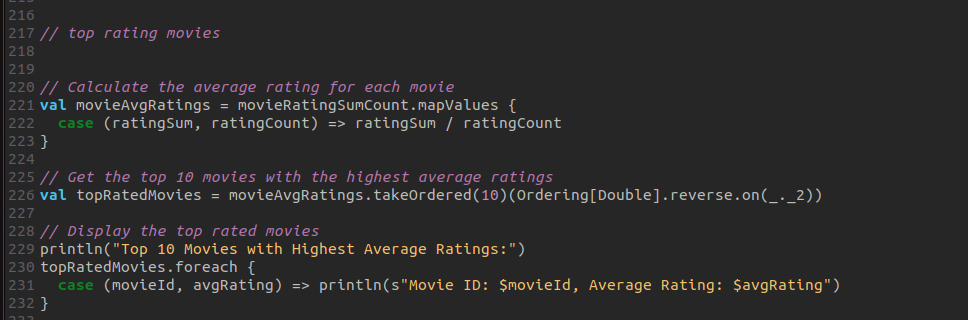 216
217 // top rating movies
218
219
220 // Calculate the average rating for each movie
221 val movieAvgRatings = movieRatingSumCount.mapValues {
222   case (ratingSum, ratingCount) => ratingSum / ratingCount
223 }
224
225 // Get the top 10 movies with the highest average ratings
226 val topRatedMovies = movieAvgRatings.takeOrdered(10)(Ordering[Double].reverse.on(_._2))
227
228 // Display the top rated movies
229 println("Top 10 Movies with Highest Average Ratings:")
230 topRatedMovies.foreach {
231   case (movieId, avgRating) => println(s"Movie ID: $movieId, Average Rating: $avgRating")
232 }